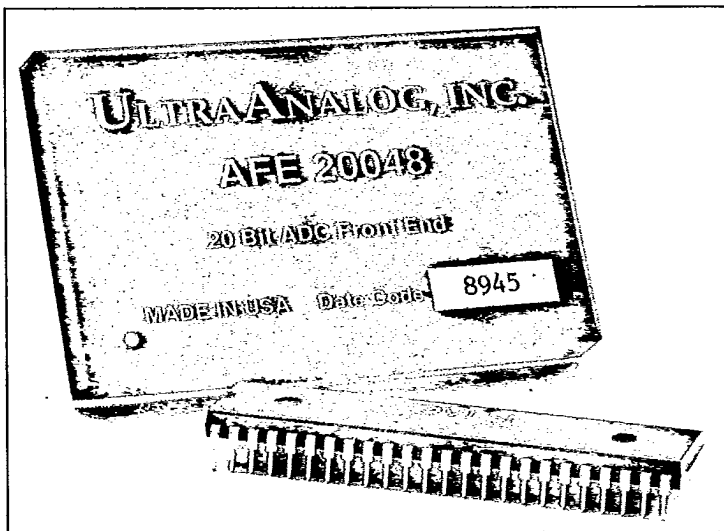 ULTRAANALOG, INC.
AFE 20048
20 Bit ADC Front End
MADE IN USA Date Code 8945